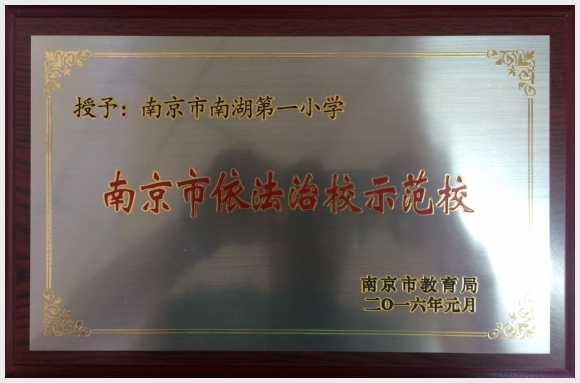 授予：南京市南湖第一小学
南京市依法治校示范校
南京市教育局
二O一六年元月